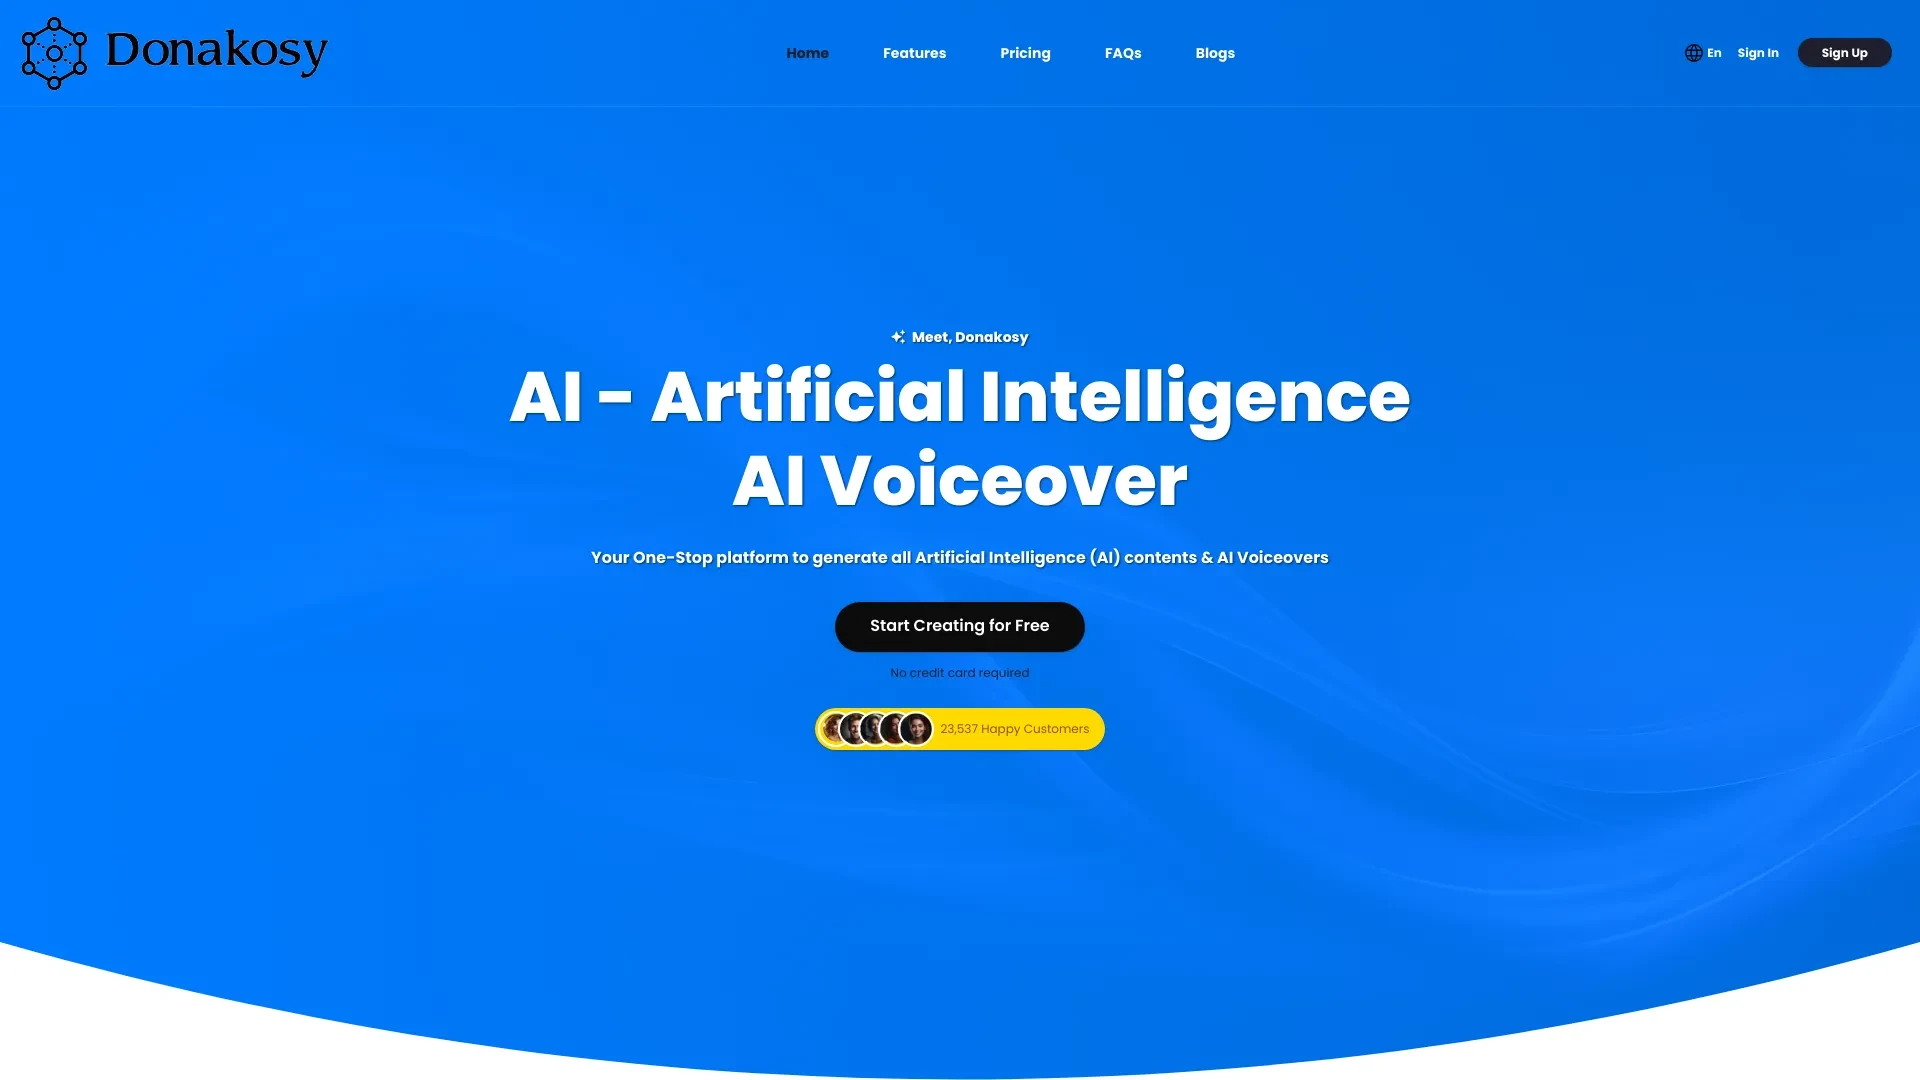 Donakosy
Home
Features
Pricing
FAQs
Blogs
En
Sign In
Sign Up
Meet, Donakosy
AI - Artificial Intelligence
AI Voiceover
Your One-Stop platform to generate all Artificial Intelligence (AI) contents & AI Voiceovers
Start Creating for Free
No credit card required
23,537 Happy Customers